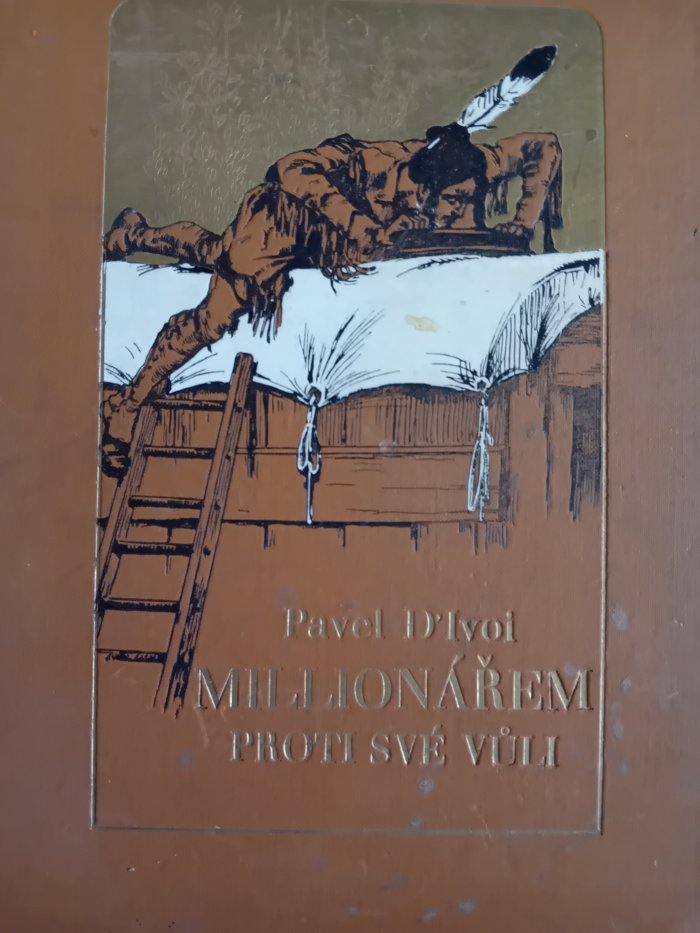 Pavel D'Ivoi
MILLIONÁŘEM
PROTI SVÉ VŮLI